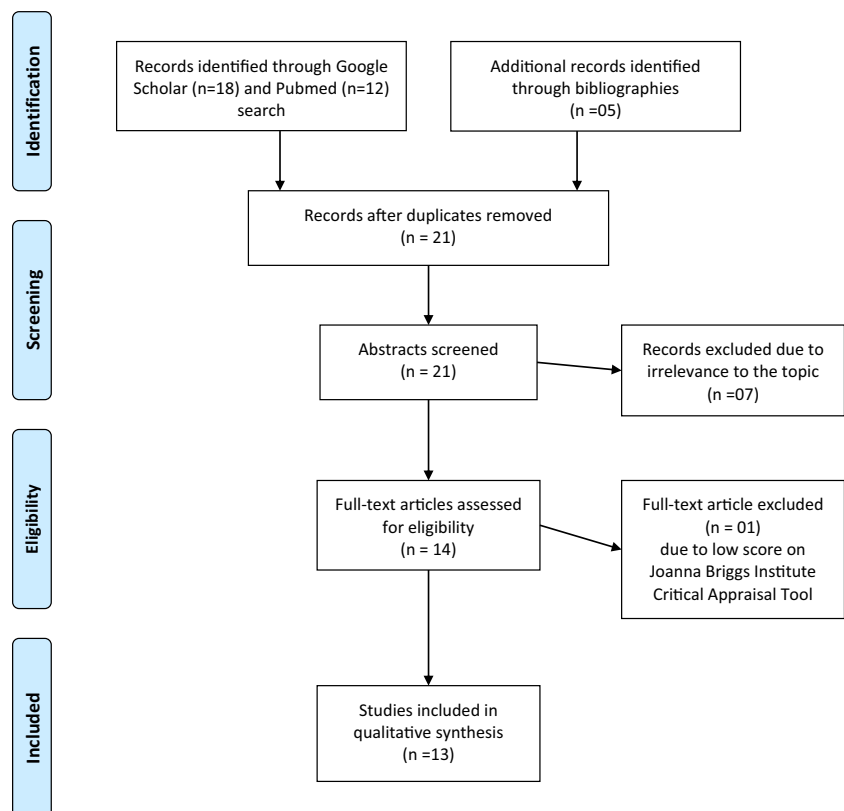 Identification
Records identified through Google
Scholar (n=18) and Pubmed (n=12)
search
Additional records identified
through bibliographies
(n =05)
Records after duplicates removed
(n = 21)
Screening
Abstracts screened
(n = 21)
Records excluded due to
irrelevance to the topic
(n =07)
Eligibility
Full-text articles assessed
for eligibility
(n = 14)
Full-text article excluded
(n = 01)
due to low score on
Joanna Briggs Institute
Critical Appraisal Tool
Included
Studies included in
qualitative synthesis
(n =13)